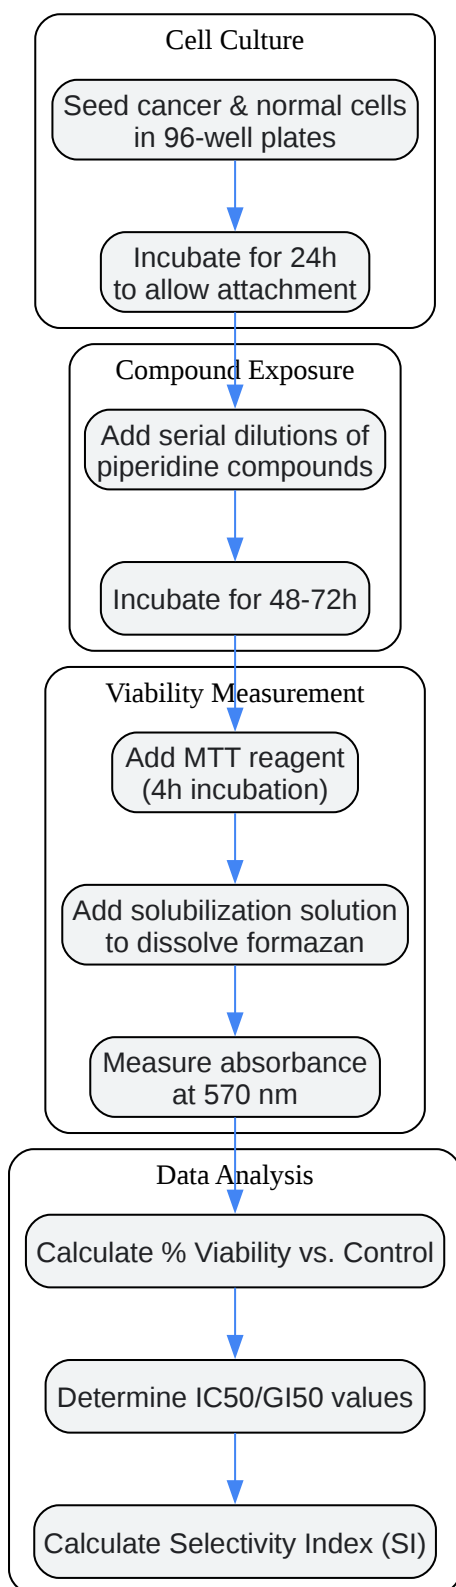 Cell Culture
Seed cancer & normal cells
in 96-well plates
Incubate for 24h
to allow attachment
Compound Exposure
Add serial dilutions of
piperidine compounds
Incubate for 48-72h
Viability Measurement
Add MTT reagent
(4h incubation)
Add solubilization solution
to dissolve formazan
Measure absorbance
at 570 nm
Data Analysis
Calculate % Viability vs. Control
Determine IC50/GI50 values
Calculate Selectivity Index (SI)